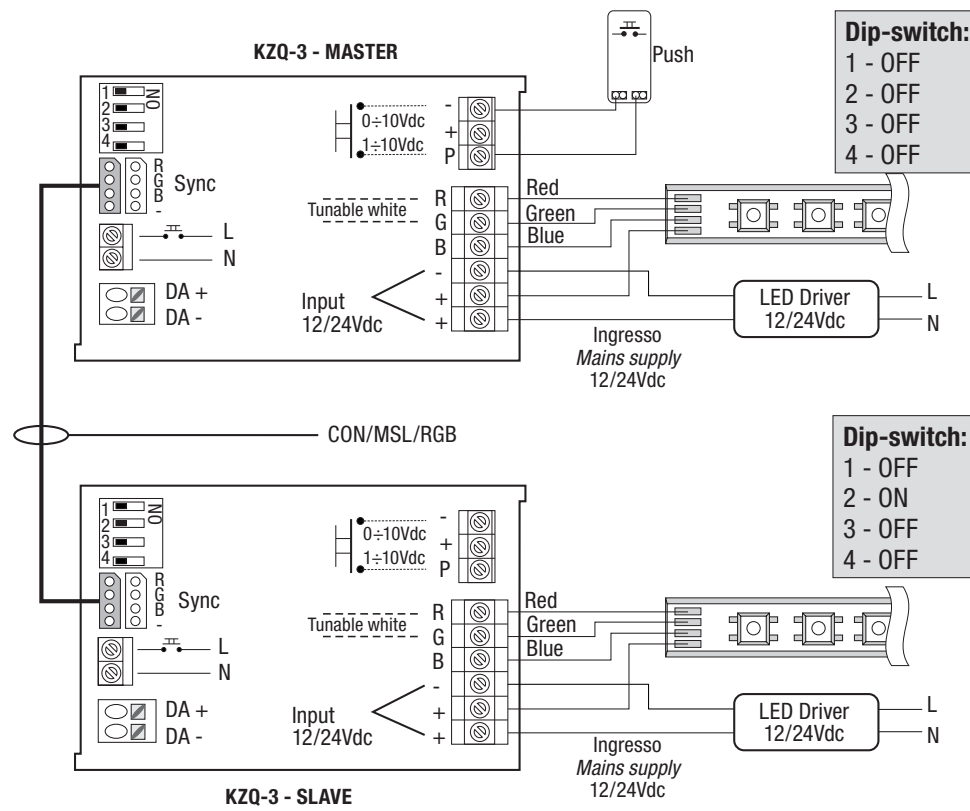 KZQ-3 - MASTER
Push
Dip-switch:
1 - OFF
2 - OFF
3 - OFF
4 - OFF
1
2
3
4
ON
0÷10Vdc
1÷10Vdc
-
+
P
R
G
B
-
Sync
L
N
DA +
DA -
Tunable white
R
G
B
-
+
+
Red
Green
Blue
Input
12/24Vdc
LED Driver
12/24Vdc
L
N
Ingresso
Mains supply
12/24Vdc
CON/MSL/RGB
Dip-switch:
1 - OFF
2 - ON
3 - OFF
4 - OFF
1
2
3
4
ON
0÷10Vdc
1÷10Vdc
-
+
P
R
G
B
-
Sync
L
N
DA +
DA -
Tunable white
R
G
B
-
+
+
Red
Green
Blue
Input
12/24Vdc
LED Driver
12/24Vdc
L
N
Ingresso
Mains supply
12/24Vdc
KZQ-3 - SLAVE